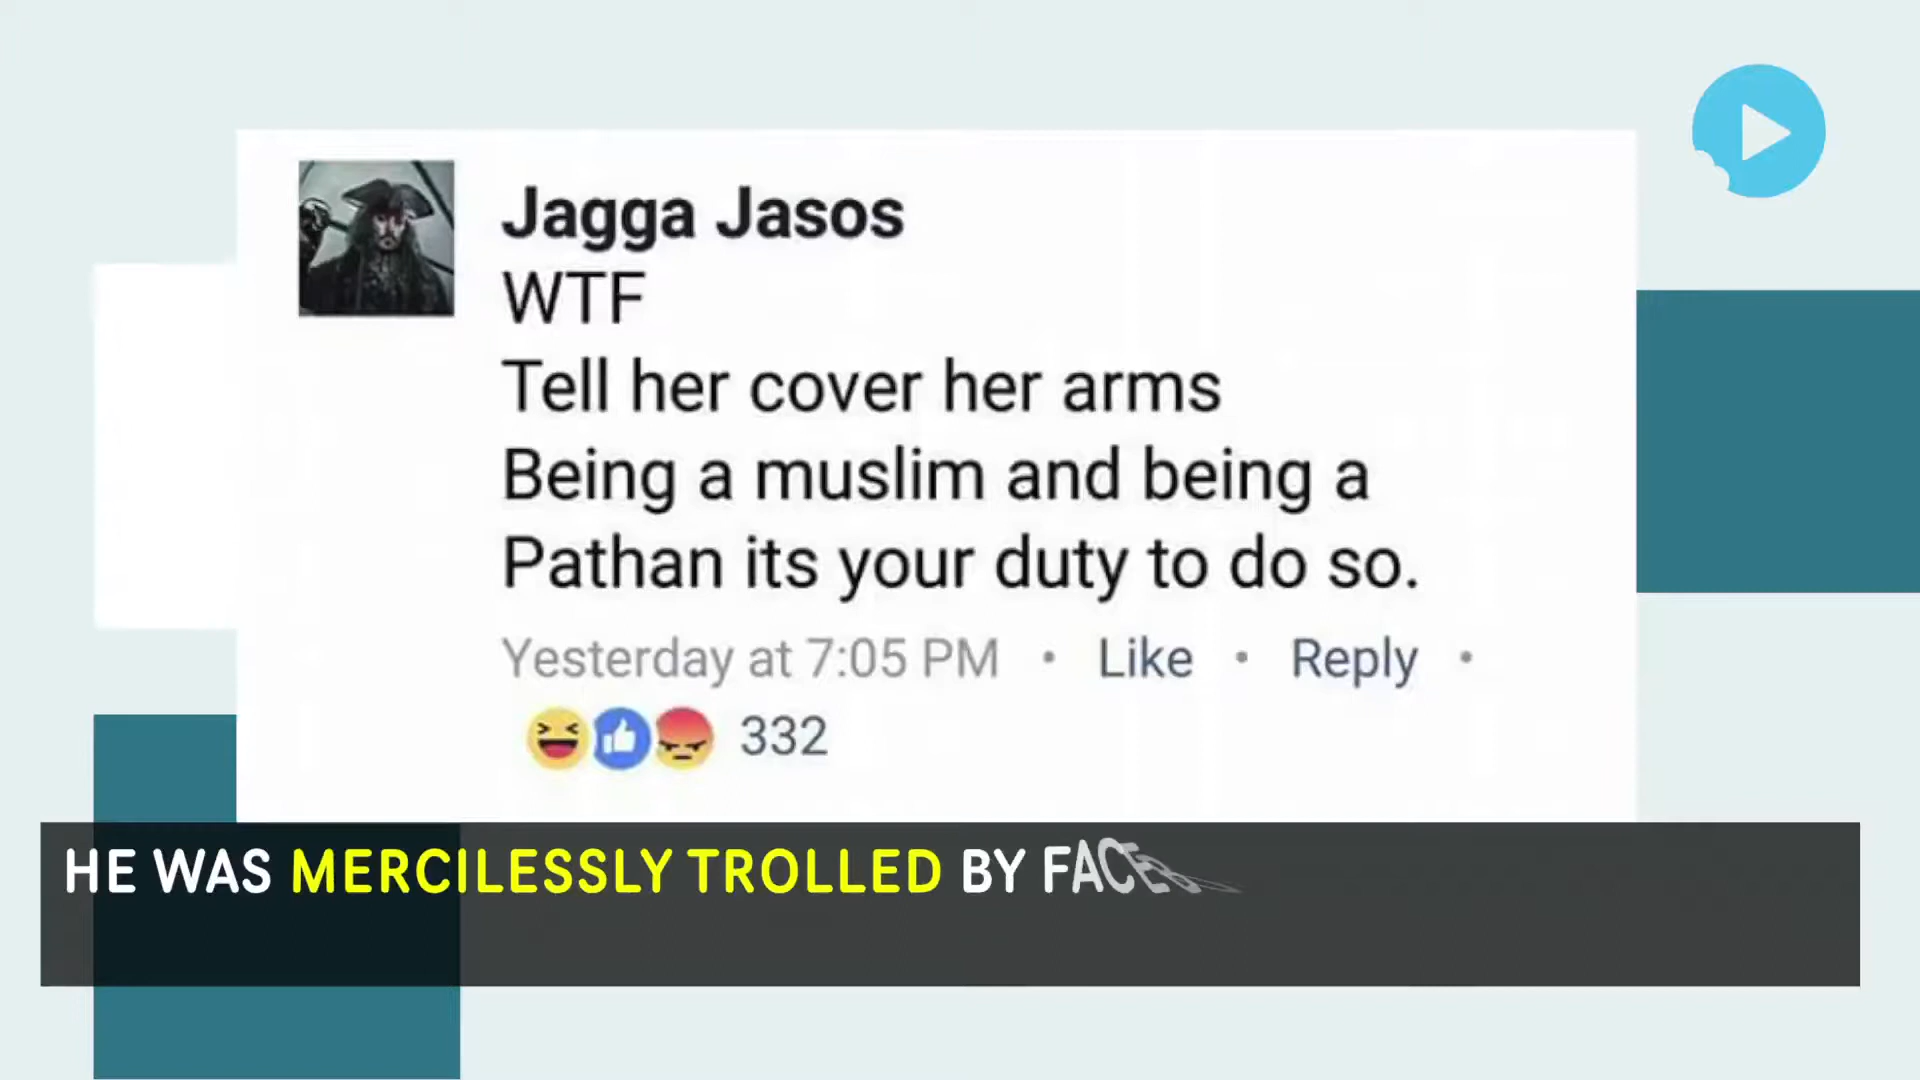 Jagga Jasos
WTF
Tell her cover her arms
Being a muslim and being a
Pathan its your duty to do so.
Yesterday at 7:05 PM • Like • Reply •
332
HE WAS MERCILESSLY TROLLED BY FACEB